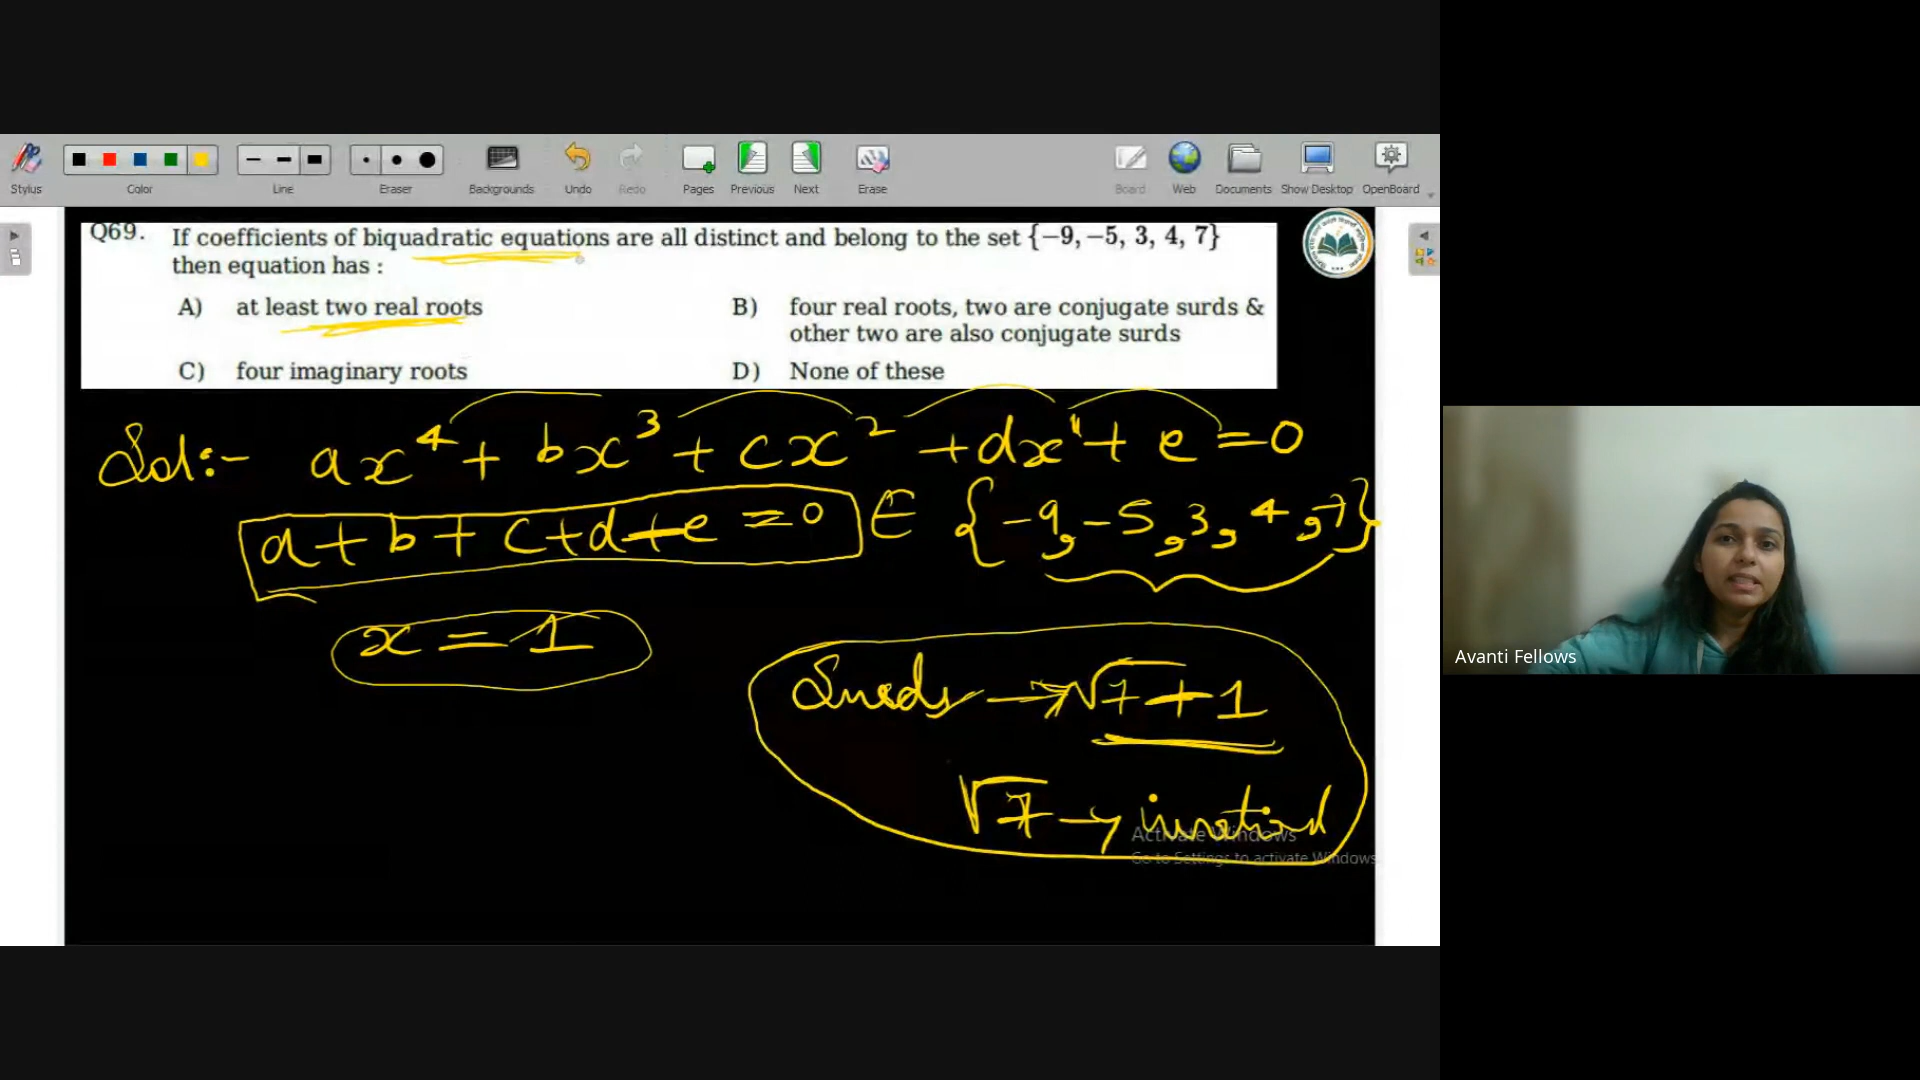 Stylus
Color
Line
Eraser
Backgrounds
Undo
Redo
Pages
Previous
Next
Erase
Board
Web
Documents
Show Desktop
OpenBoard
Q69. If coefficients of biquadratic equations are all distinct and belong to the set {−9, −5, 3, 4, 7}
then equation has :
A) at least two real roots
B) four real roots, two are conjugate surds &
other two are also conjugate surds
C) four imaginary roots
D) None of these
Sol:- ax⁴ + bx³ + cx² + dx¹ + e = 0
a + b + c + d + e = 0 ∈ {-9, -5, 3, 4, 7}
x = 1
Surds → √7 + 1
√7 → irrational
Activate Windows
Go to Settings to activate Windows.
Avanti Fellows